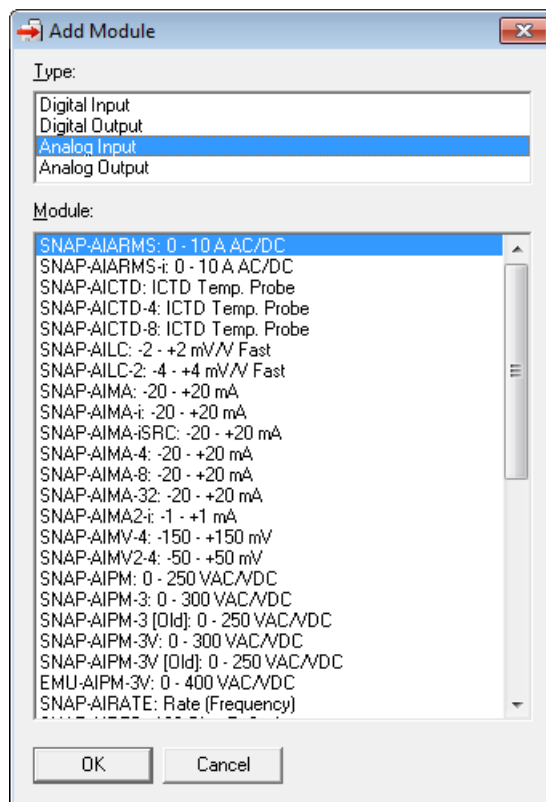 Add Module
Type:
Digital Input
Digital Output
Analog Input
Analog Output
Module:
SNAP-AIARMS: 0 - 10 A AC/DC
SNAP-AIARMS-i: 0 - 10 A AC/DC
SNAP-AICTD: ICTD Temp. Probe
SNAP-AICTD-4: ICTD Temp. Probe
SNAP-AICTD-8: ICTD Temp. Probe
SNAP-AILC: -2 - +2 mV/V Fast
SNAP-AILC-2: -4 - +4 mV/V Fast
SNAP-AIMA: -20 - +20 mA
SNAP-AIMA-i: -20 - +20 mA
SNAP-AIMA-iSRC: -20 - +20 mA
SNAP-AIMA-4: -20 - +20 mA
SNAP-AIMA-8: -20 - +20 mA
SNAP-AIMA-32: -20 - +20 mA
SNAP-AIMA2-i: -1 - +1 mA
SNAP-AIMV-4: -150 - +150 mV
SNAP-AIMV2-4: -50 - +50 mV
SNAP-AIPM: 0 - 250 VAC/VDC
SNAP-AIPM-3: 0 - 300 VAC/VDC
SNAP-AIPM-3 [Old]: 0 - 250 VAC/VDC
SNAP-AIPM-3V: 0 - 300 VAC/VDC
SNAP-AIPM-3V [Old]: 0 - 250 VAC/VDC
EMU-AIPM-3V: 0 - 400 VAC/VDC
SNAP-AIRATE: Rate (Frequency)
OK
Cancel